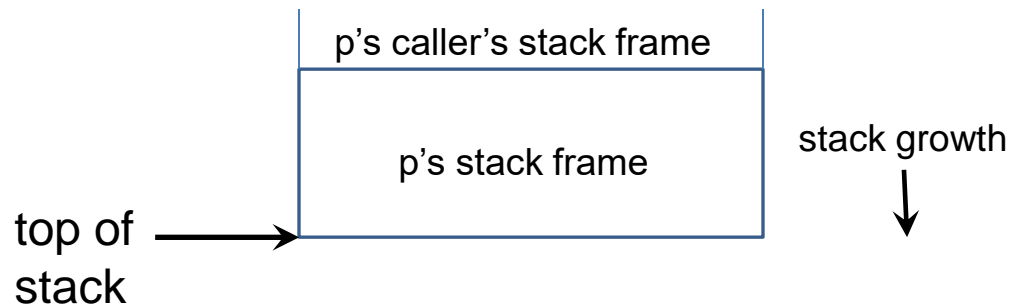 p’s caller’s stack frame
stack growth
p’s stack frame
top of
stack